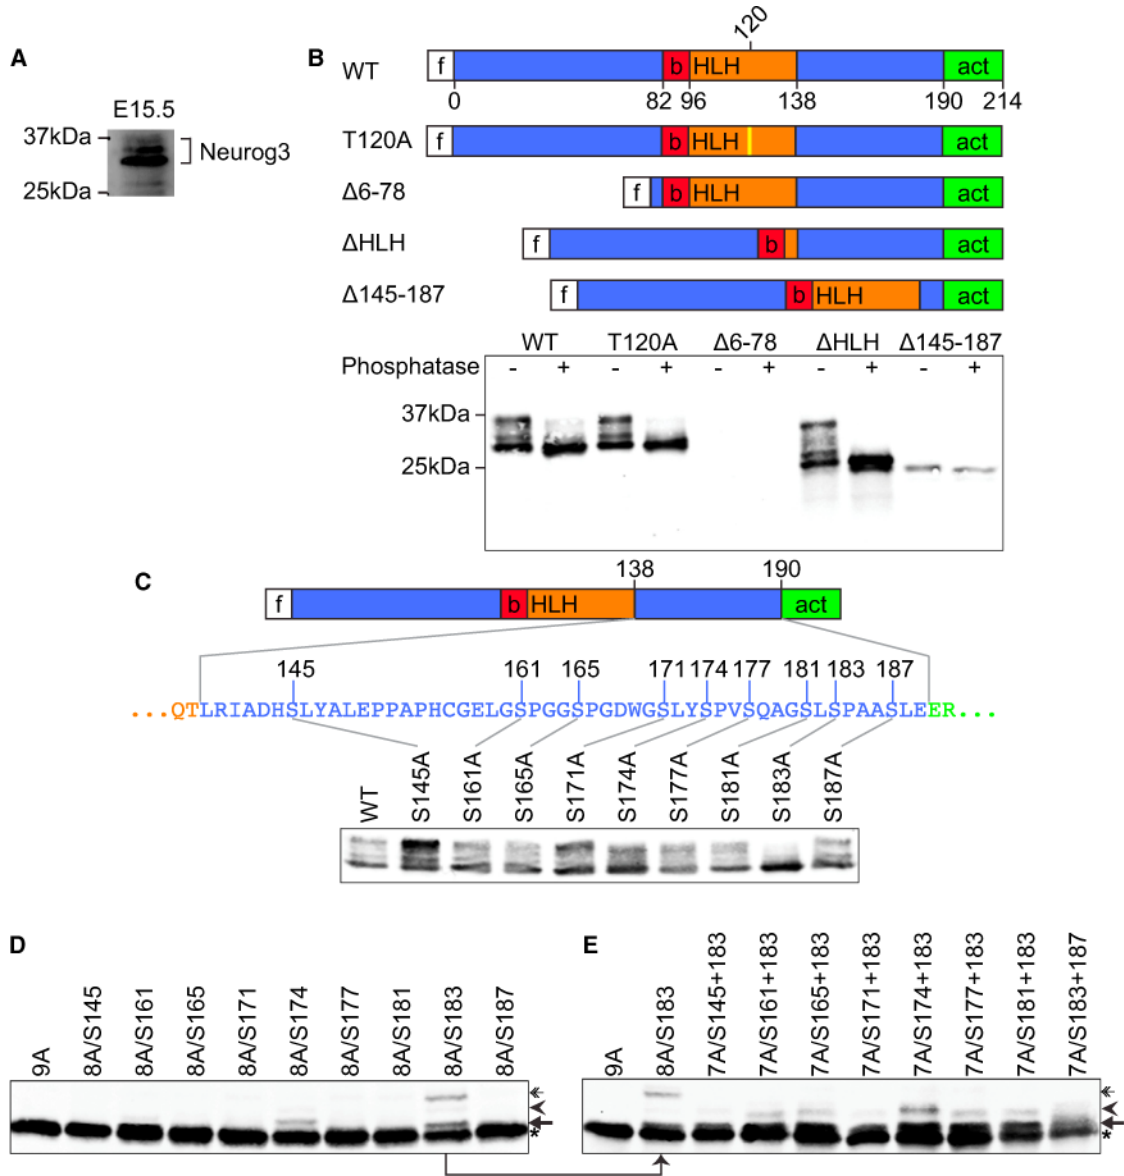 A
E15.5
37kDa
Neurog3
25kDa
B
120
WT f b HLH act
0 82 96 138 190 214
T120A f b HLH act
Δ6-78 f b HLH act
ΔHLH f b act
Δ145-187 f b HLH act
WT T120A Δ6-78 ΔHLH Δ145-187
Phosphatase - + - + - + - + - +
37kDa
25kDa
C
138 190
f b HLH act
145 161 165 171 174 177 181 183 187
...QTLRIADHSLYALEPPAPHCGELGSPGGSPGDWGSLYSPVSQAGSLSPAASLEER...
WT S145A S161A S165A S171A S174A S177A S181A S183A S187A
D
9A 8A/S145 8A/S161 8A/S165 8A/S171 8A/S174 8A/S177 8A/S181 8A/S183 8A/S187
*
E
9A 8A/S183 7A/S145+183 7A/S161+183 7A/S165+183 7A/S171+183 7A/S174+183 7A/S177+183 7A/S181+183 7A/S183+187
*